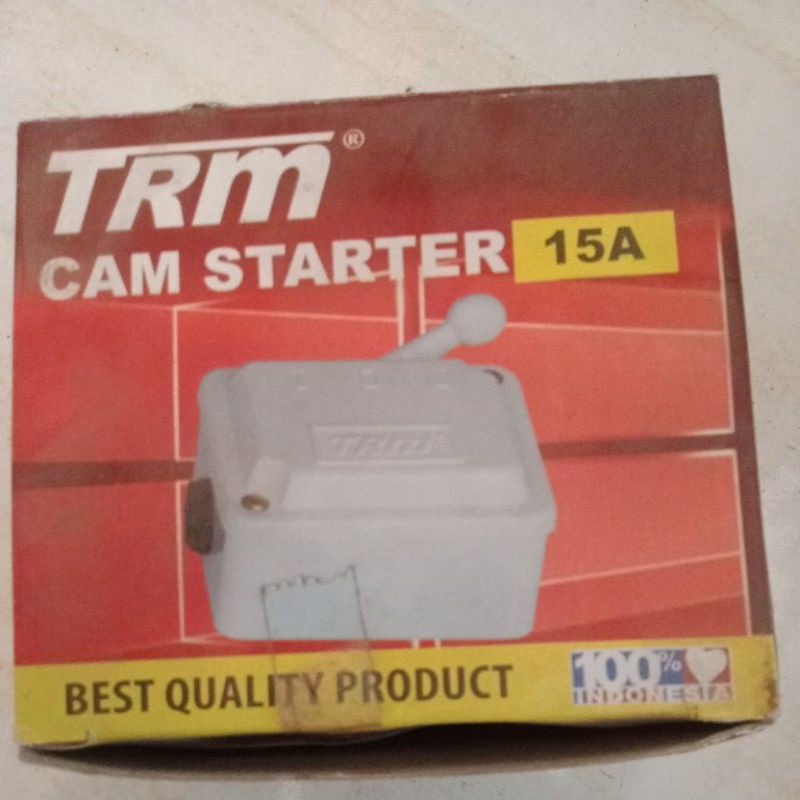 TRM®
CAM STARTER 15A
TRM
BEST QUALITY PRODUCT
100%
INDONESIA